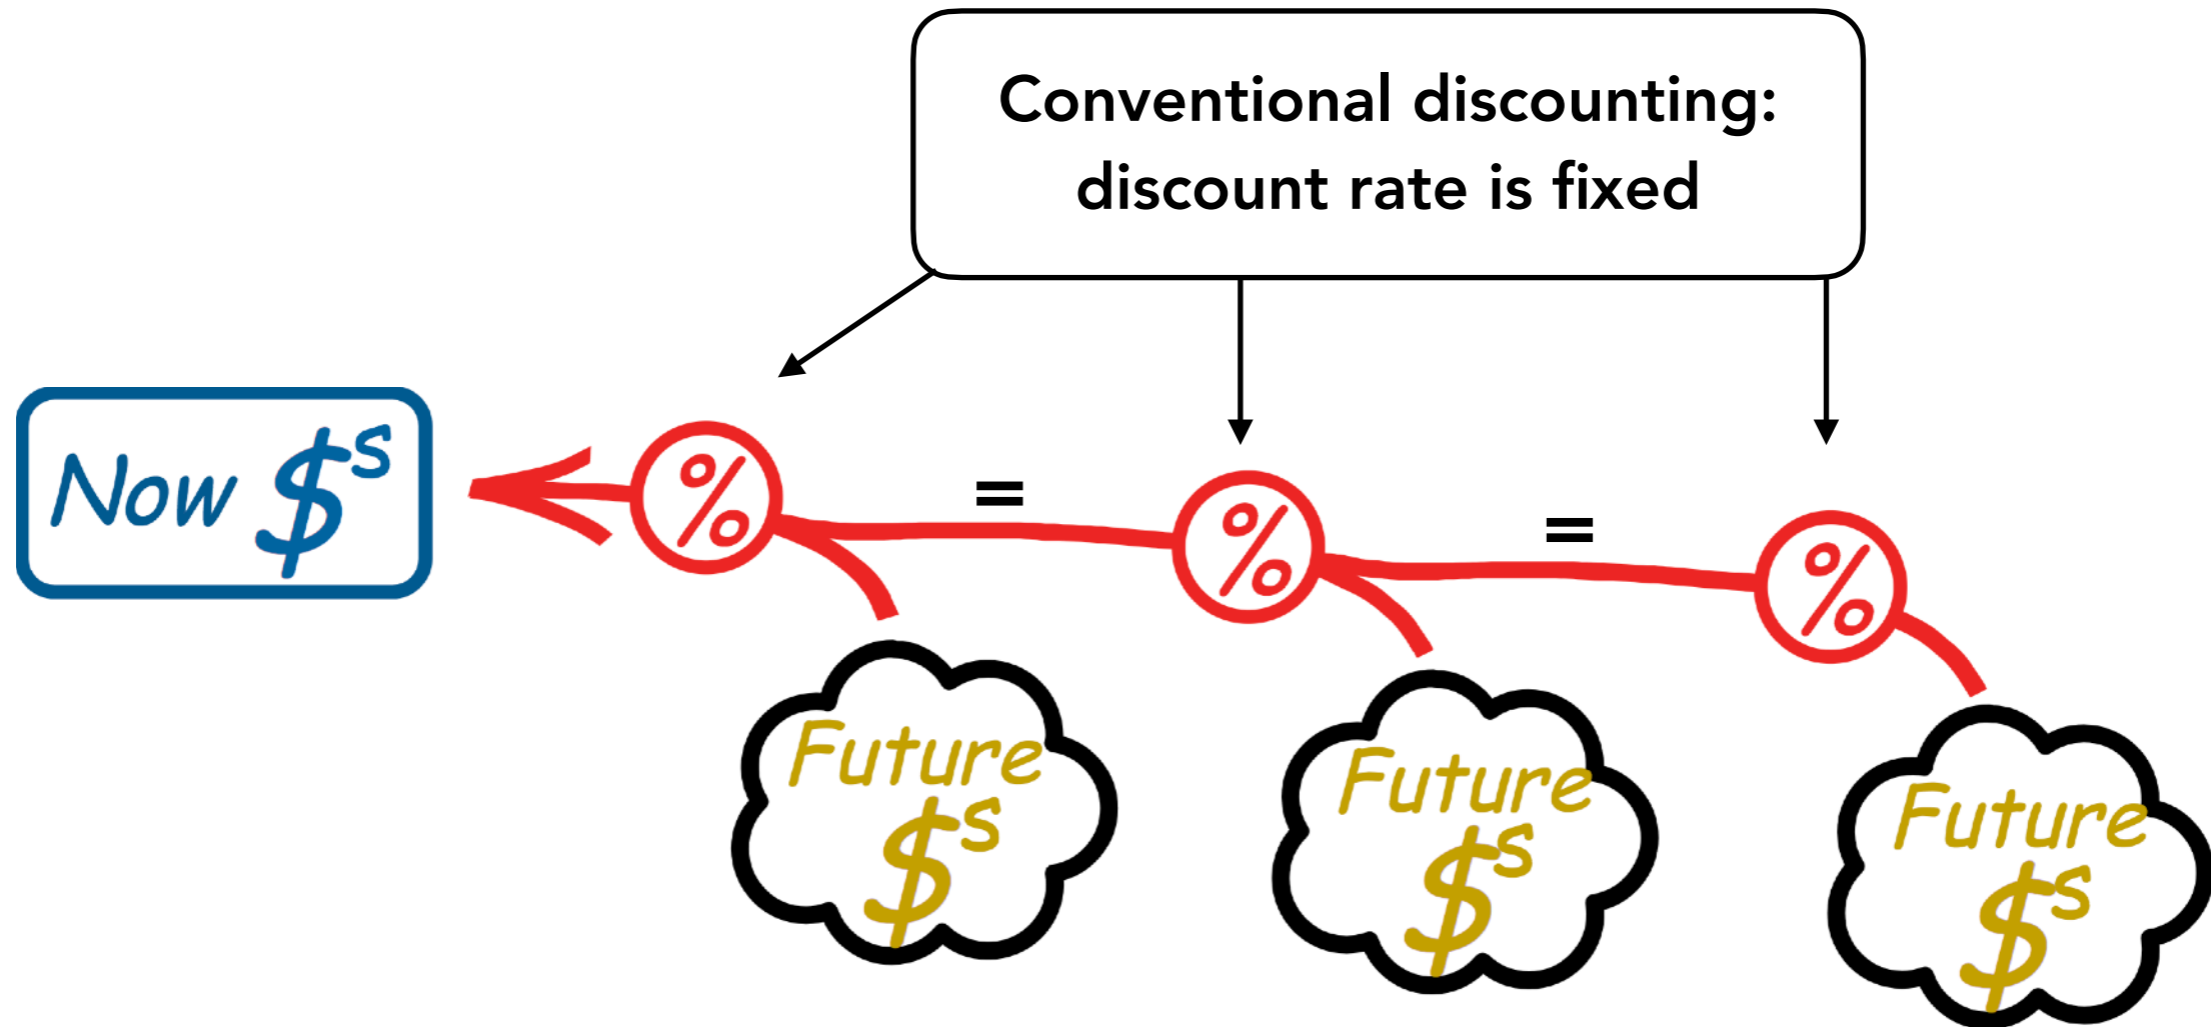 Conventional discounting:
discount rate is fixed
Now $s
%
=
%
=
%
Future
$s
Future
$s
Future
$s